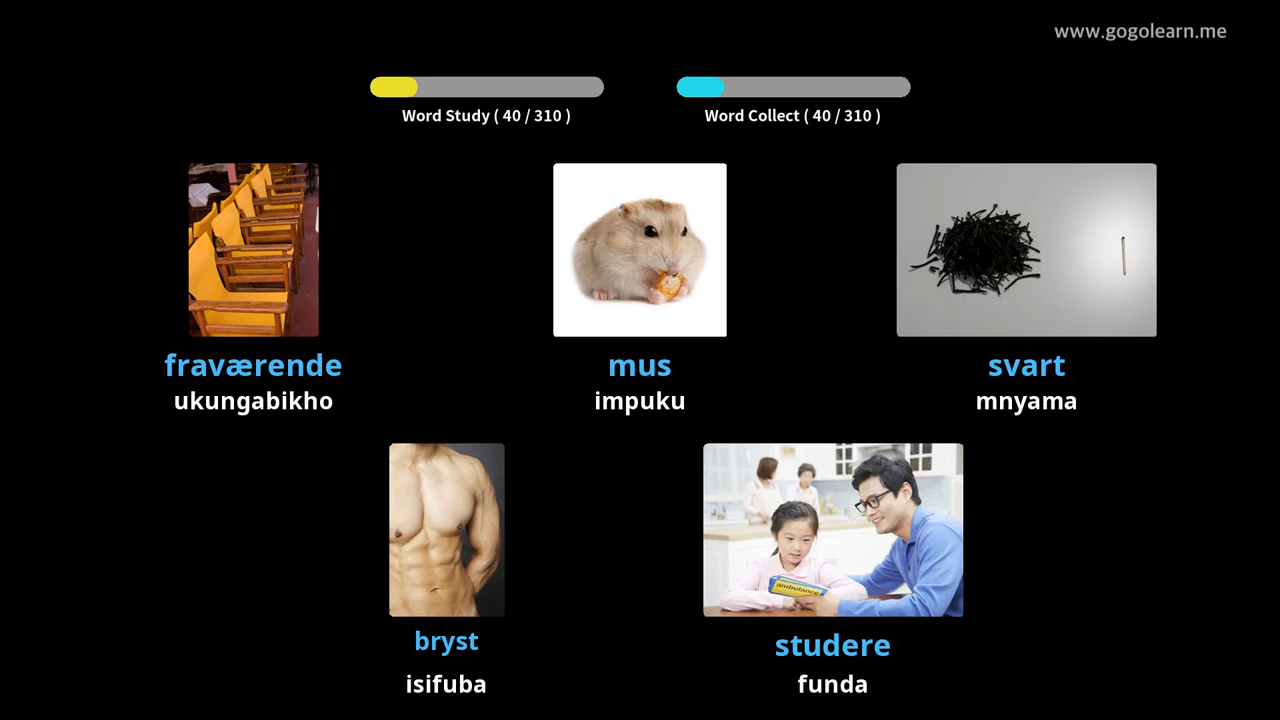 www.gogolearn.me
Word Study ( 40 / 310 )
Word Collect ( 40 / 310 )
fraværende
ukungabikho
mus
impuku
svart
mnyama
ambulance
bryst
isifuba
studere
funda